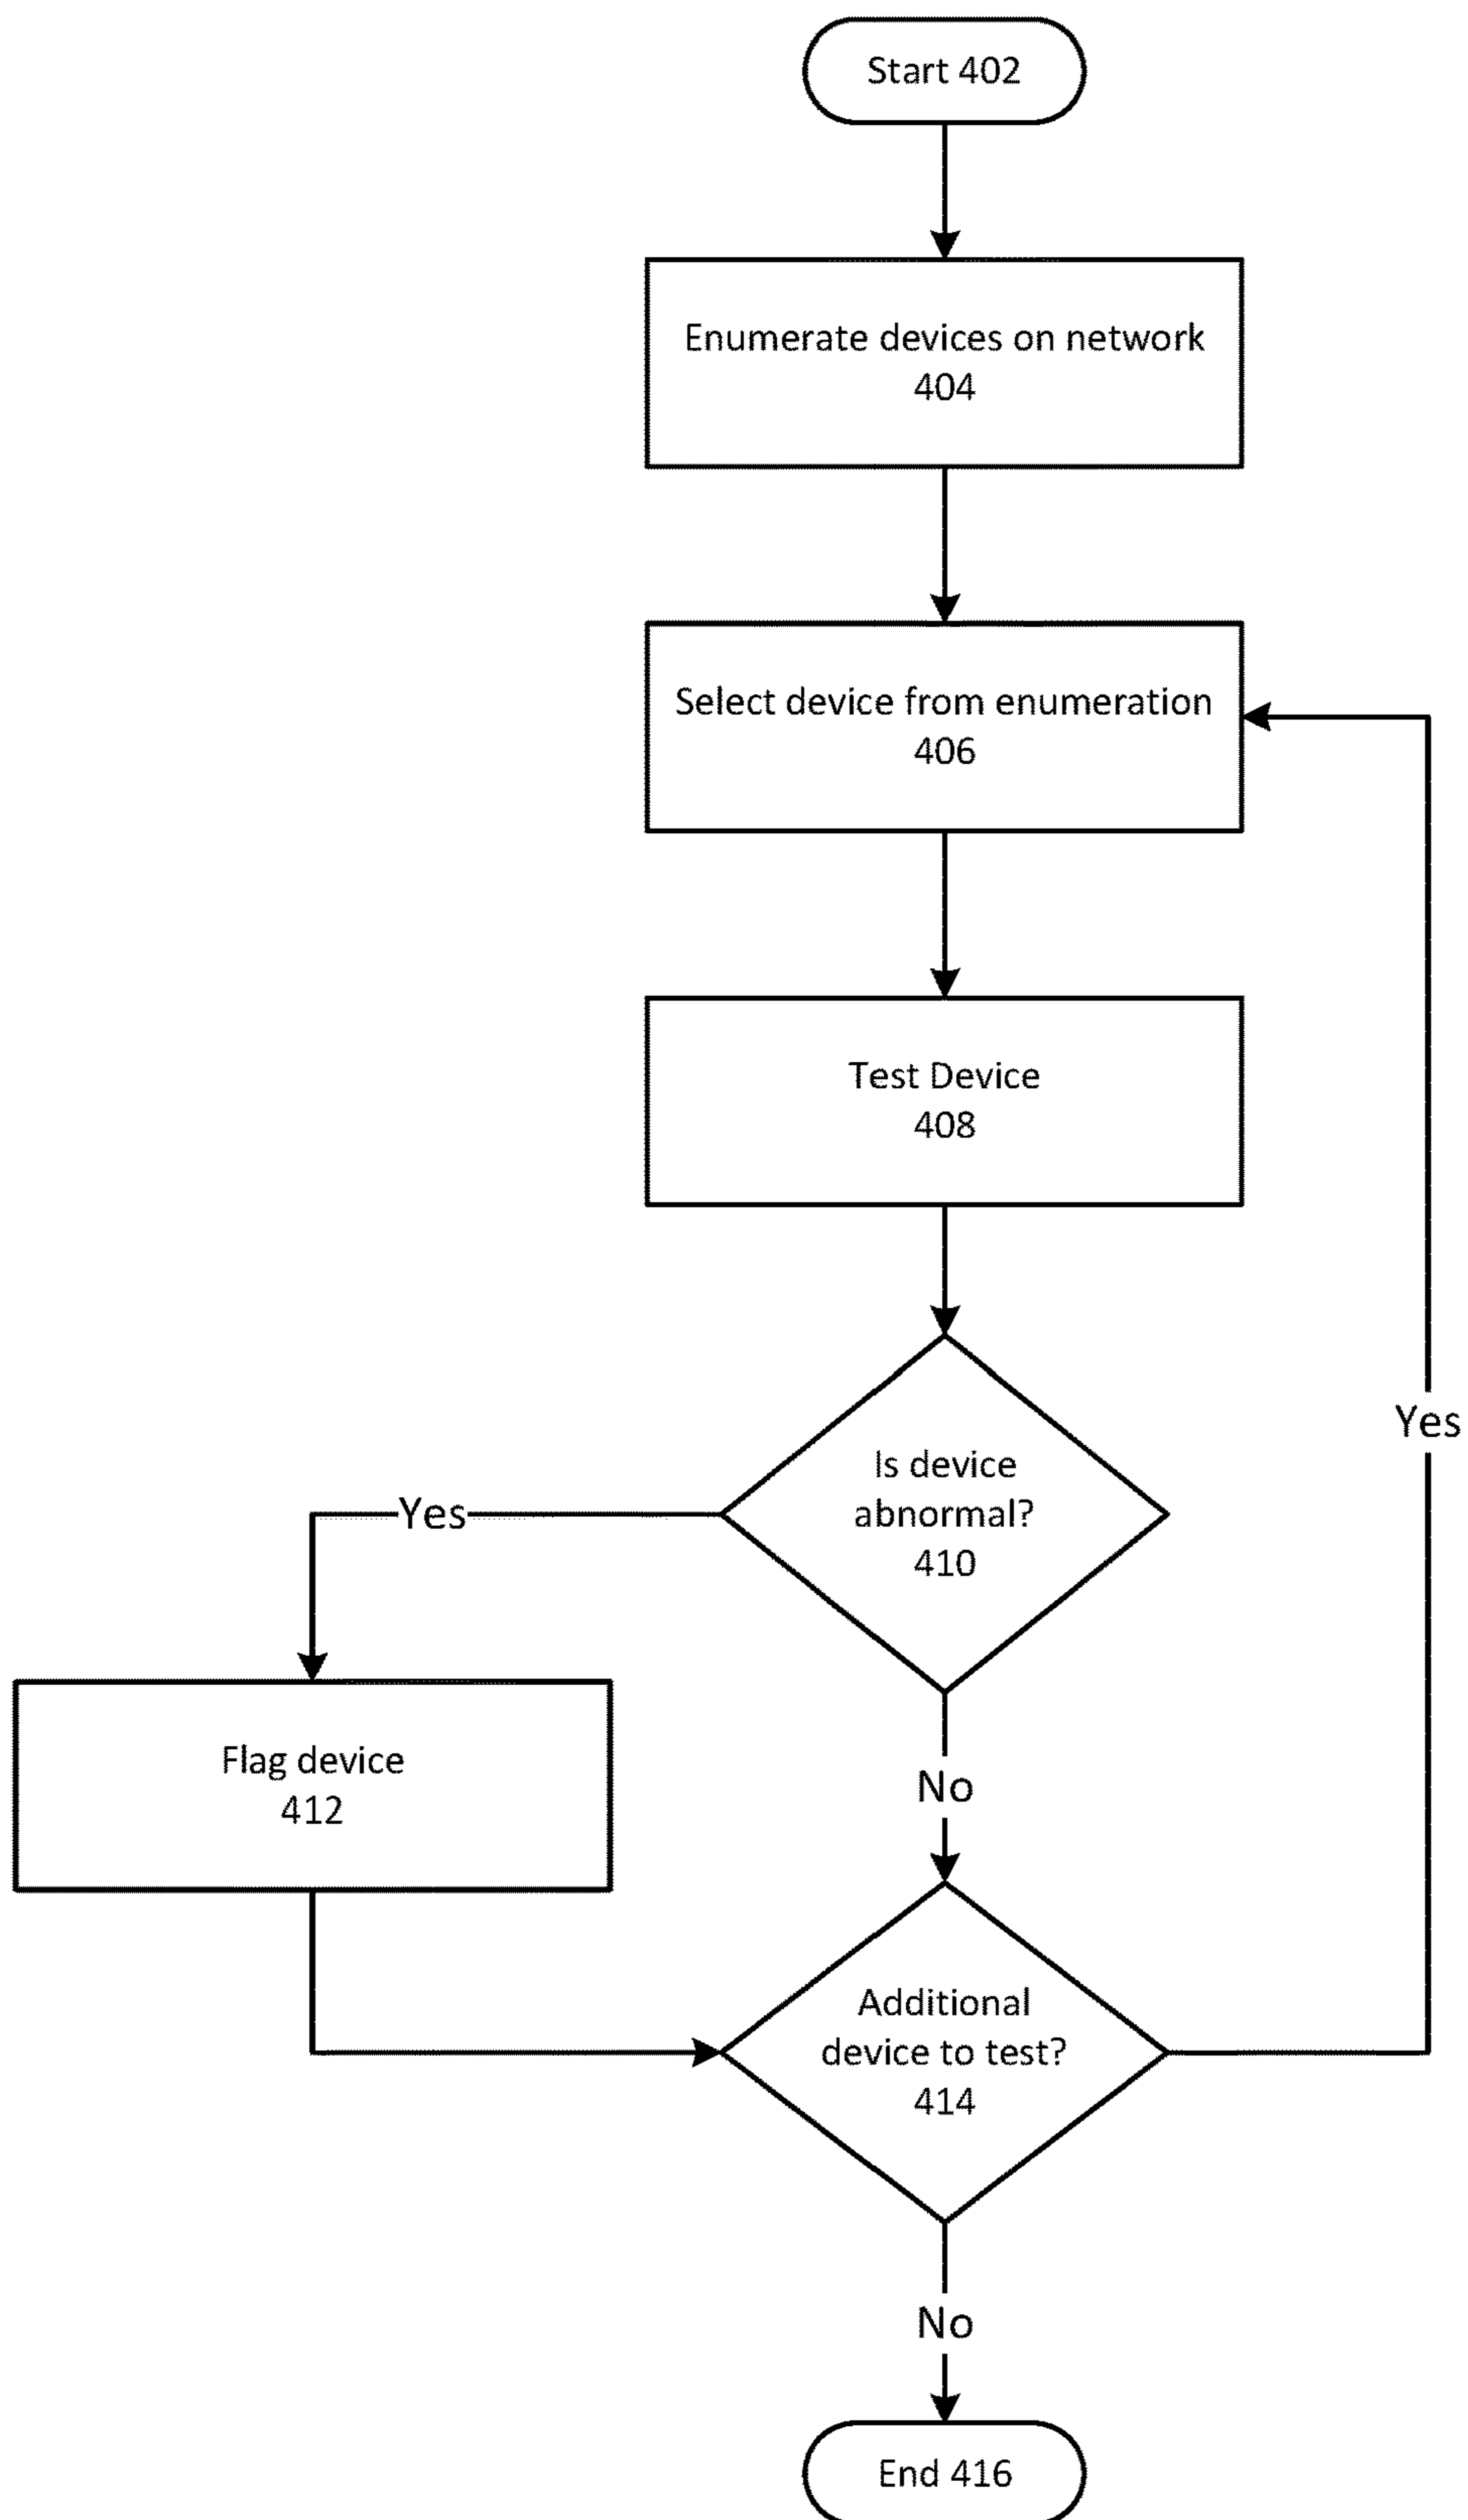 Start 402
Enumerate devices on network
404
Select device from enumeration
406
Test Device
408
Yes
Is device
abnormal?
410
Yes
Flag device
412
No
Additional
device to test?
414
No
End 416